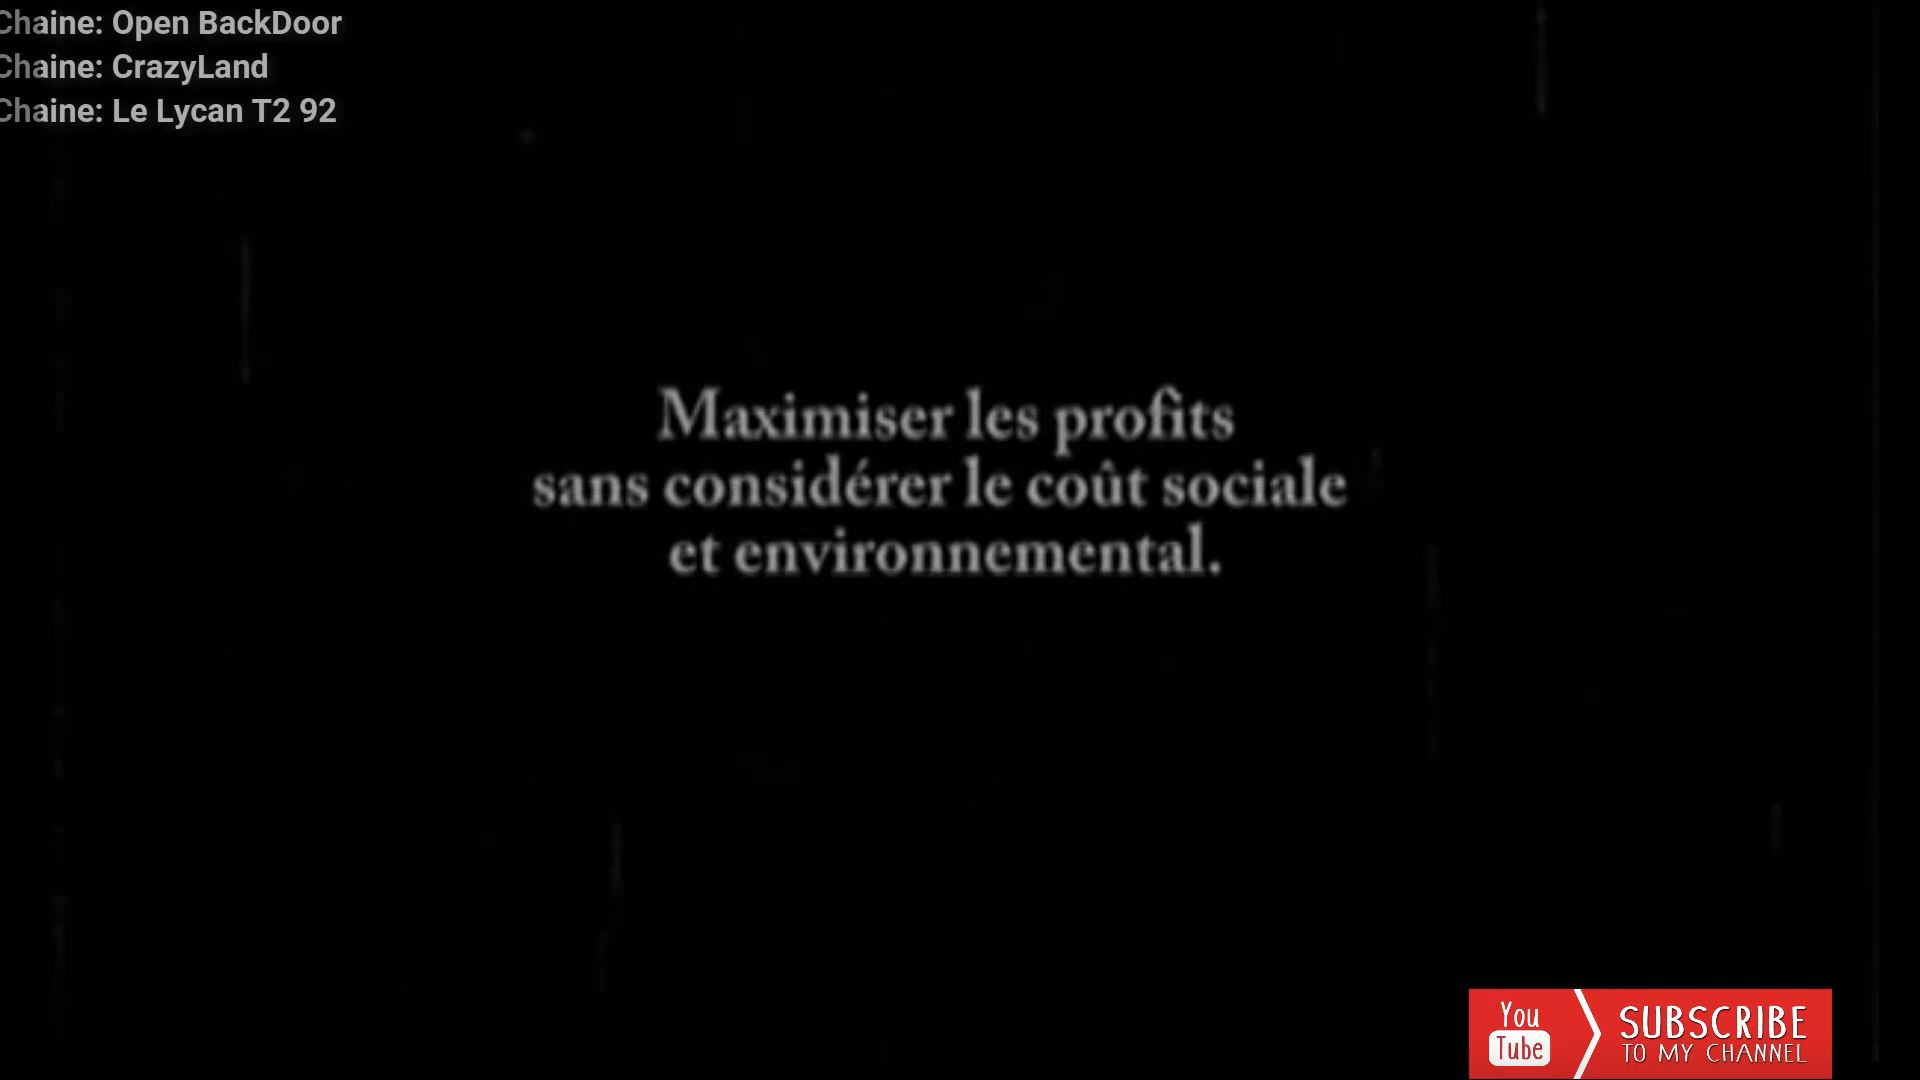 Chaine: Open BackDoor
Chaine: CrazyLand
Chaine: Le Lycan T2 92
Maximiser les profits
sans considérer le coût sociale
et environnemental.
You
Tube
SUBSCRIBE
TO MY CHANNEL